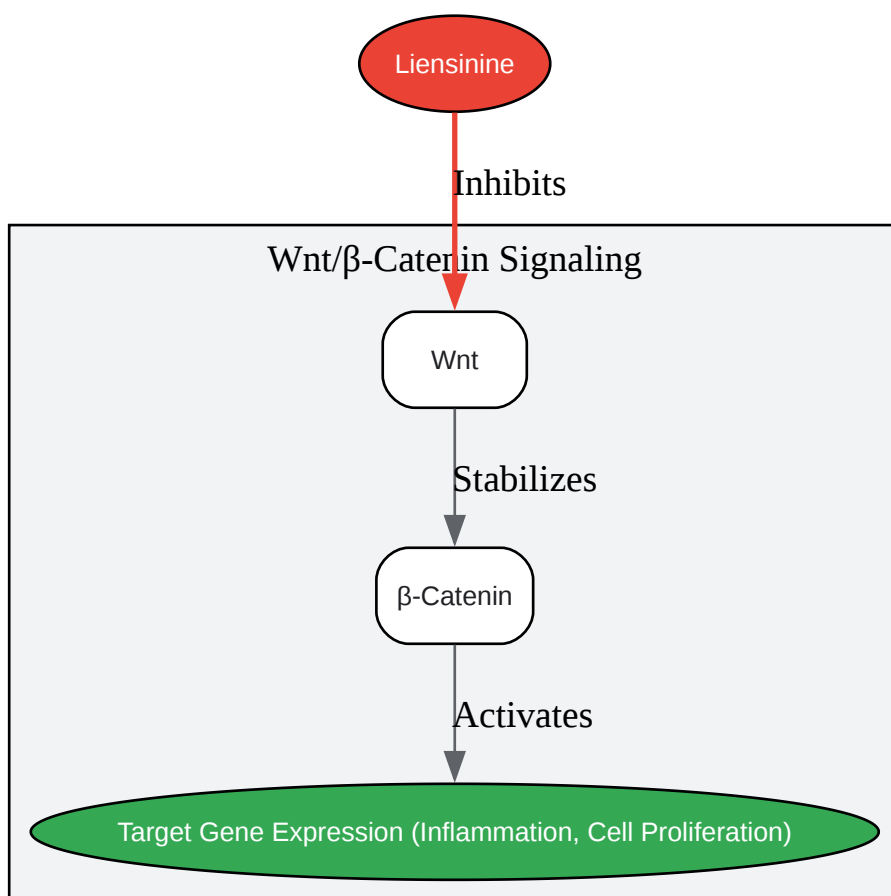 Liensinine
Inhibits
Wnt/β-Catenin Signaling
Wnt
Stabilizes
β-Catenin
Activates
Target Gene Expression (Inflammation, Cell Proliferation)